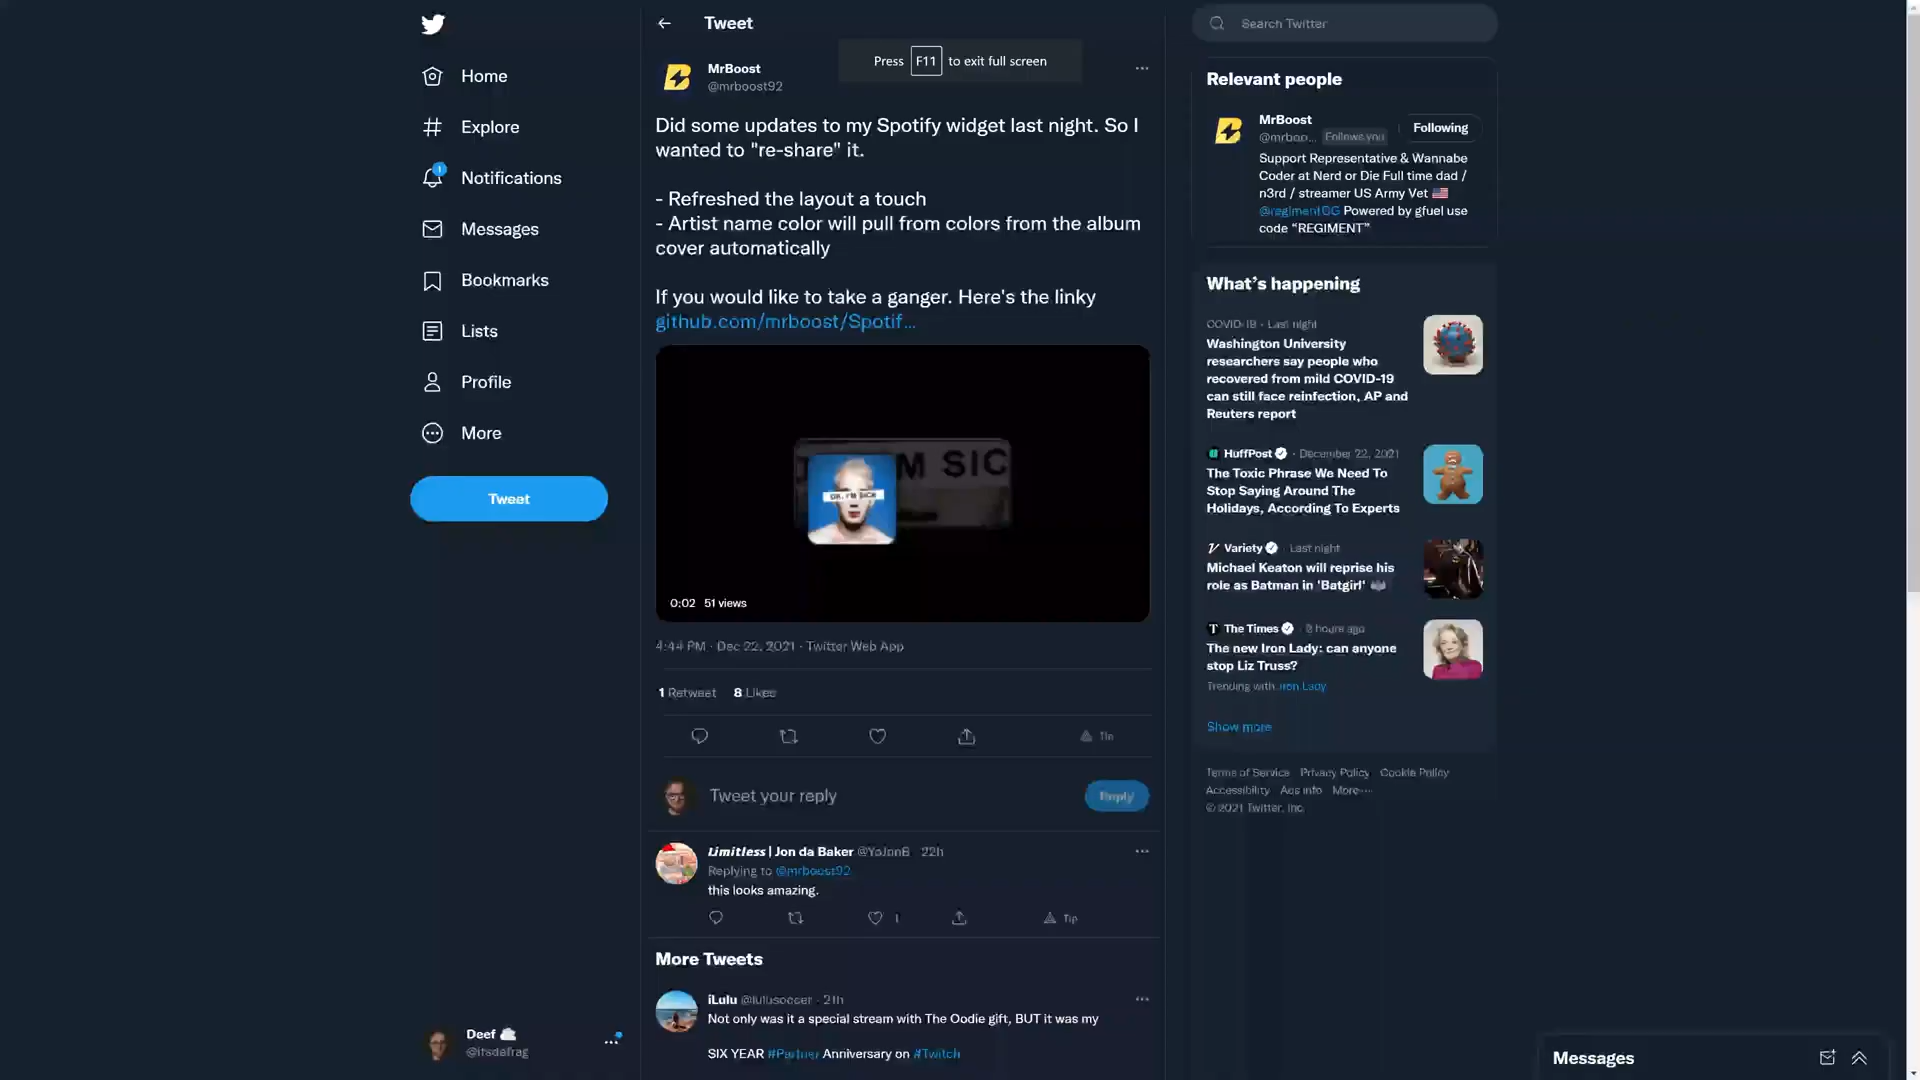 Home
Explore
1
Notifications
Messages
Bookmarks
Lists
Profile
More
Tweet
Deef
@itsdafrag
Tweet
Press F11 to exit full screen
MrBoost
@mrboost92
Did some updates to my Spotify widget last night. So I
wanted to "re-share" it.
- Refreshed the layout a touch
- Artist name color will pull from colors from the album
cover automatically
If you would like to take a ganger. Here's the linky
github.com/mrboost/Spotif...
M SIC
OK, I'M SICK
0:02 51 views
4:44 PM · Dec 22, 2021 · Twitter Web App
1 Retweet 8 Likes
Tip
Tweet your reply
Reply
Limitless | Jon da Baker @YoJonB · 22h
Replying to @mrboost92
this looks amazing.
1
Tip
More Tweets
iLulu @lulusoccer · 21h
Not only was it a special stream with The Oodie gift, BUT it was my
SIX YEAR #Partner Anniversary on #Twitch
Search Twitter
Relevant people
MrBoost
@mrboo... Follows you
Following
Support Representative & Wannabe
Coder at Nerd or Die Full time dad /
n3rd / streamer US Army Vet
@regimentGG Powered by gfuel use
code “REGIMENT”
What’s happening
COVID-19 · Last night
Washington University
researchers say people who
recovered from mild COVID-19
can still face reinfection, AP and
Reuters report
HuffPost · December 22, 2021
The Toxic Phrase We Need To
Stop Saying Around The
Holidays, According To Experts
Variety · Last night
Michael Keaton will reprise his
role as Batman in 'Batgirl'
The Times · hours ago
The new Iron Lady: can anyone
stop Liz Truss?
Trending with Iron Lady
Show more
Terms of Service Privacy Policy Cookie Policy
Accessibility Ads info More ···
© 2021 Twitter, Inc.
Messages